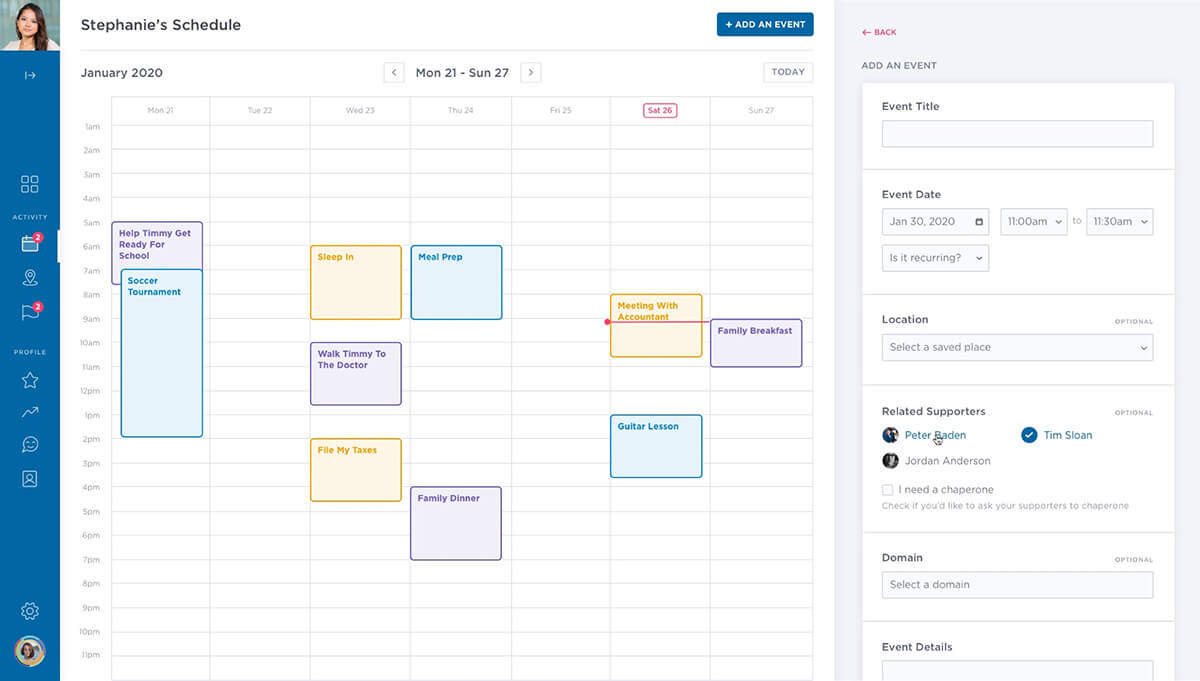 Stephanie's Schedule
+ ADD AN EVENT
January 2020
Mon 21 - Sun 27
TODAY
Mon 21
Tue 22
Wed 23
Thu 24
Fri 25
Sat 26
Sun 27
1am
2am
3am
4am
5am
6am
7am
8am
9am
10am
11am
12pm
1pm
2pm
3pm
4pm
5pm
6pm
7pm
8pm
9pm
10pm
11pm
Help Timmy Get
Ready For
School
Soccer
Tournament
Sleep In
Walk Timmy To
The Doctor
File My Taxes
Meal Prep
Family Dinner
Meeting With
Accountant
Guitar Lesson
Family Breakfast
ACTIVITY
2
2
PROFILE
BACK
ADD AN EVENT
Event Title
Event Date
Jan 30, 2020
11:00am
to
11:30am
Is it recurring?
Location
OPTIONAL
Select a saved place
Related Supporters
OPTIONAL
Peter Baden
Tim Sloan
Jordan Anderson
I need a chaperone
Check if you'd like to ask your supporters to chaperone
Domain
OPTIONAL
Select a domain
Event Details